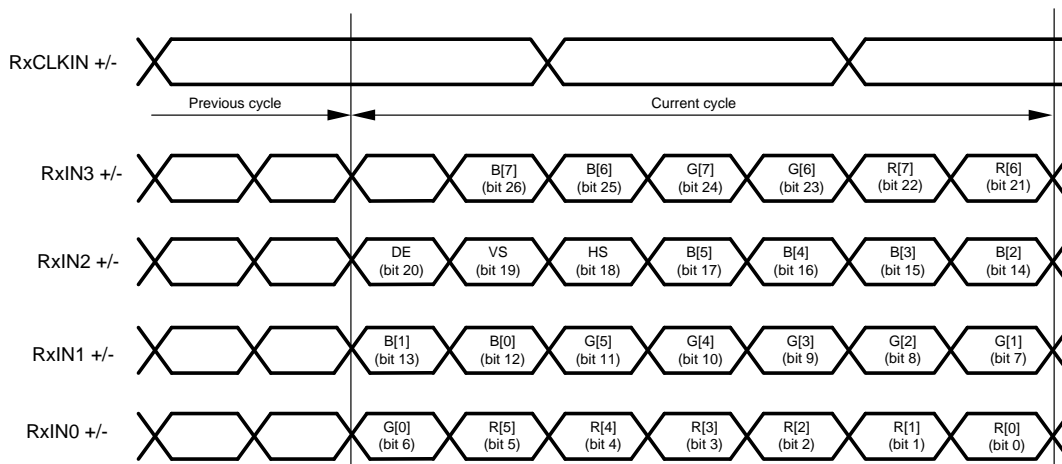 RxCLKIN +/-
Previous cycle
Current cycle
RxIN3 +/-
B[7]
(bit 26)
B[6]
(bit 25)
G[7]
(bit 24)
G[6]
(bit 23)
R[7]
(bit 22)
R[6]
(bit 21)
RxIN2 +/-
DE
(bit 20)
VS
(bit 19)
HS
(bit 18)
B[5]
(bit 17)
B[4]
(bit 16)
B[3]
(bit 15)
B[2]
(bit 14)
RxIN1 +/-
B[1]
(bit 13)
B[0]
(bit 12)
G[5]
(bit 11)
G[4]
(bit 10)
G[3]
(bit 9)
G[2]
(bit 8)
G[1]
(bit 7)
RxIN0 +/-
G[0]
(bit 6)
R[5]
(bit 5)
R[4]
(bit 4)
R[3]
(bit 3)
R[2]
(bit 2)
R[1]
(bit 1)
R[0]
(bit 0)